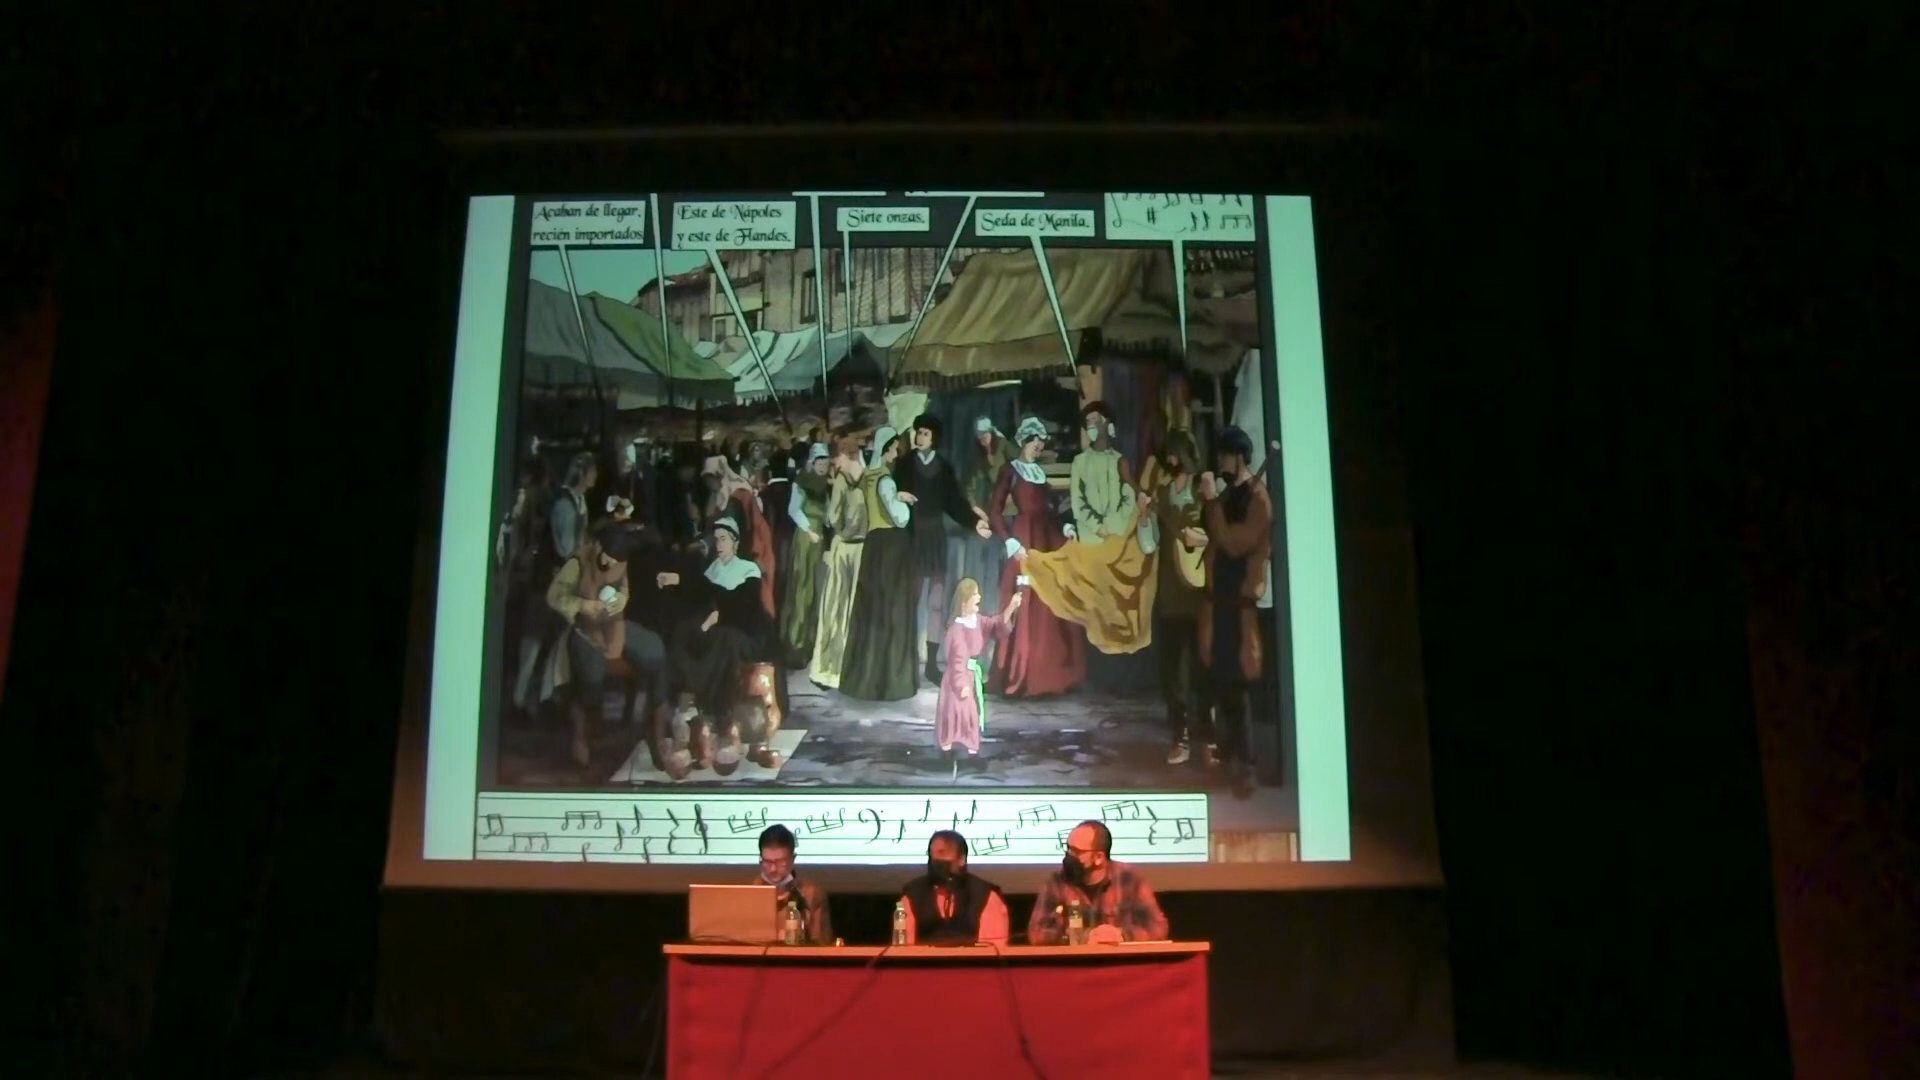 Acaban de llegar,
recién importados
Este de Nápoles
y este de Flandes.
Siete onzas.
Seda de Manila.